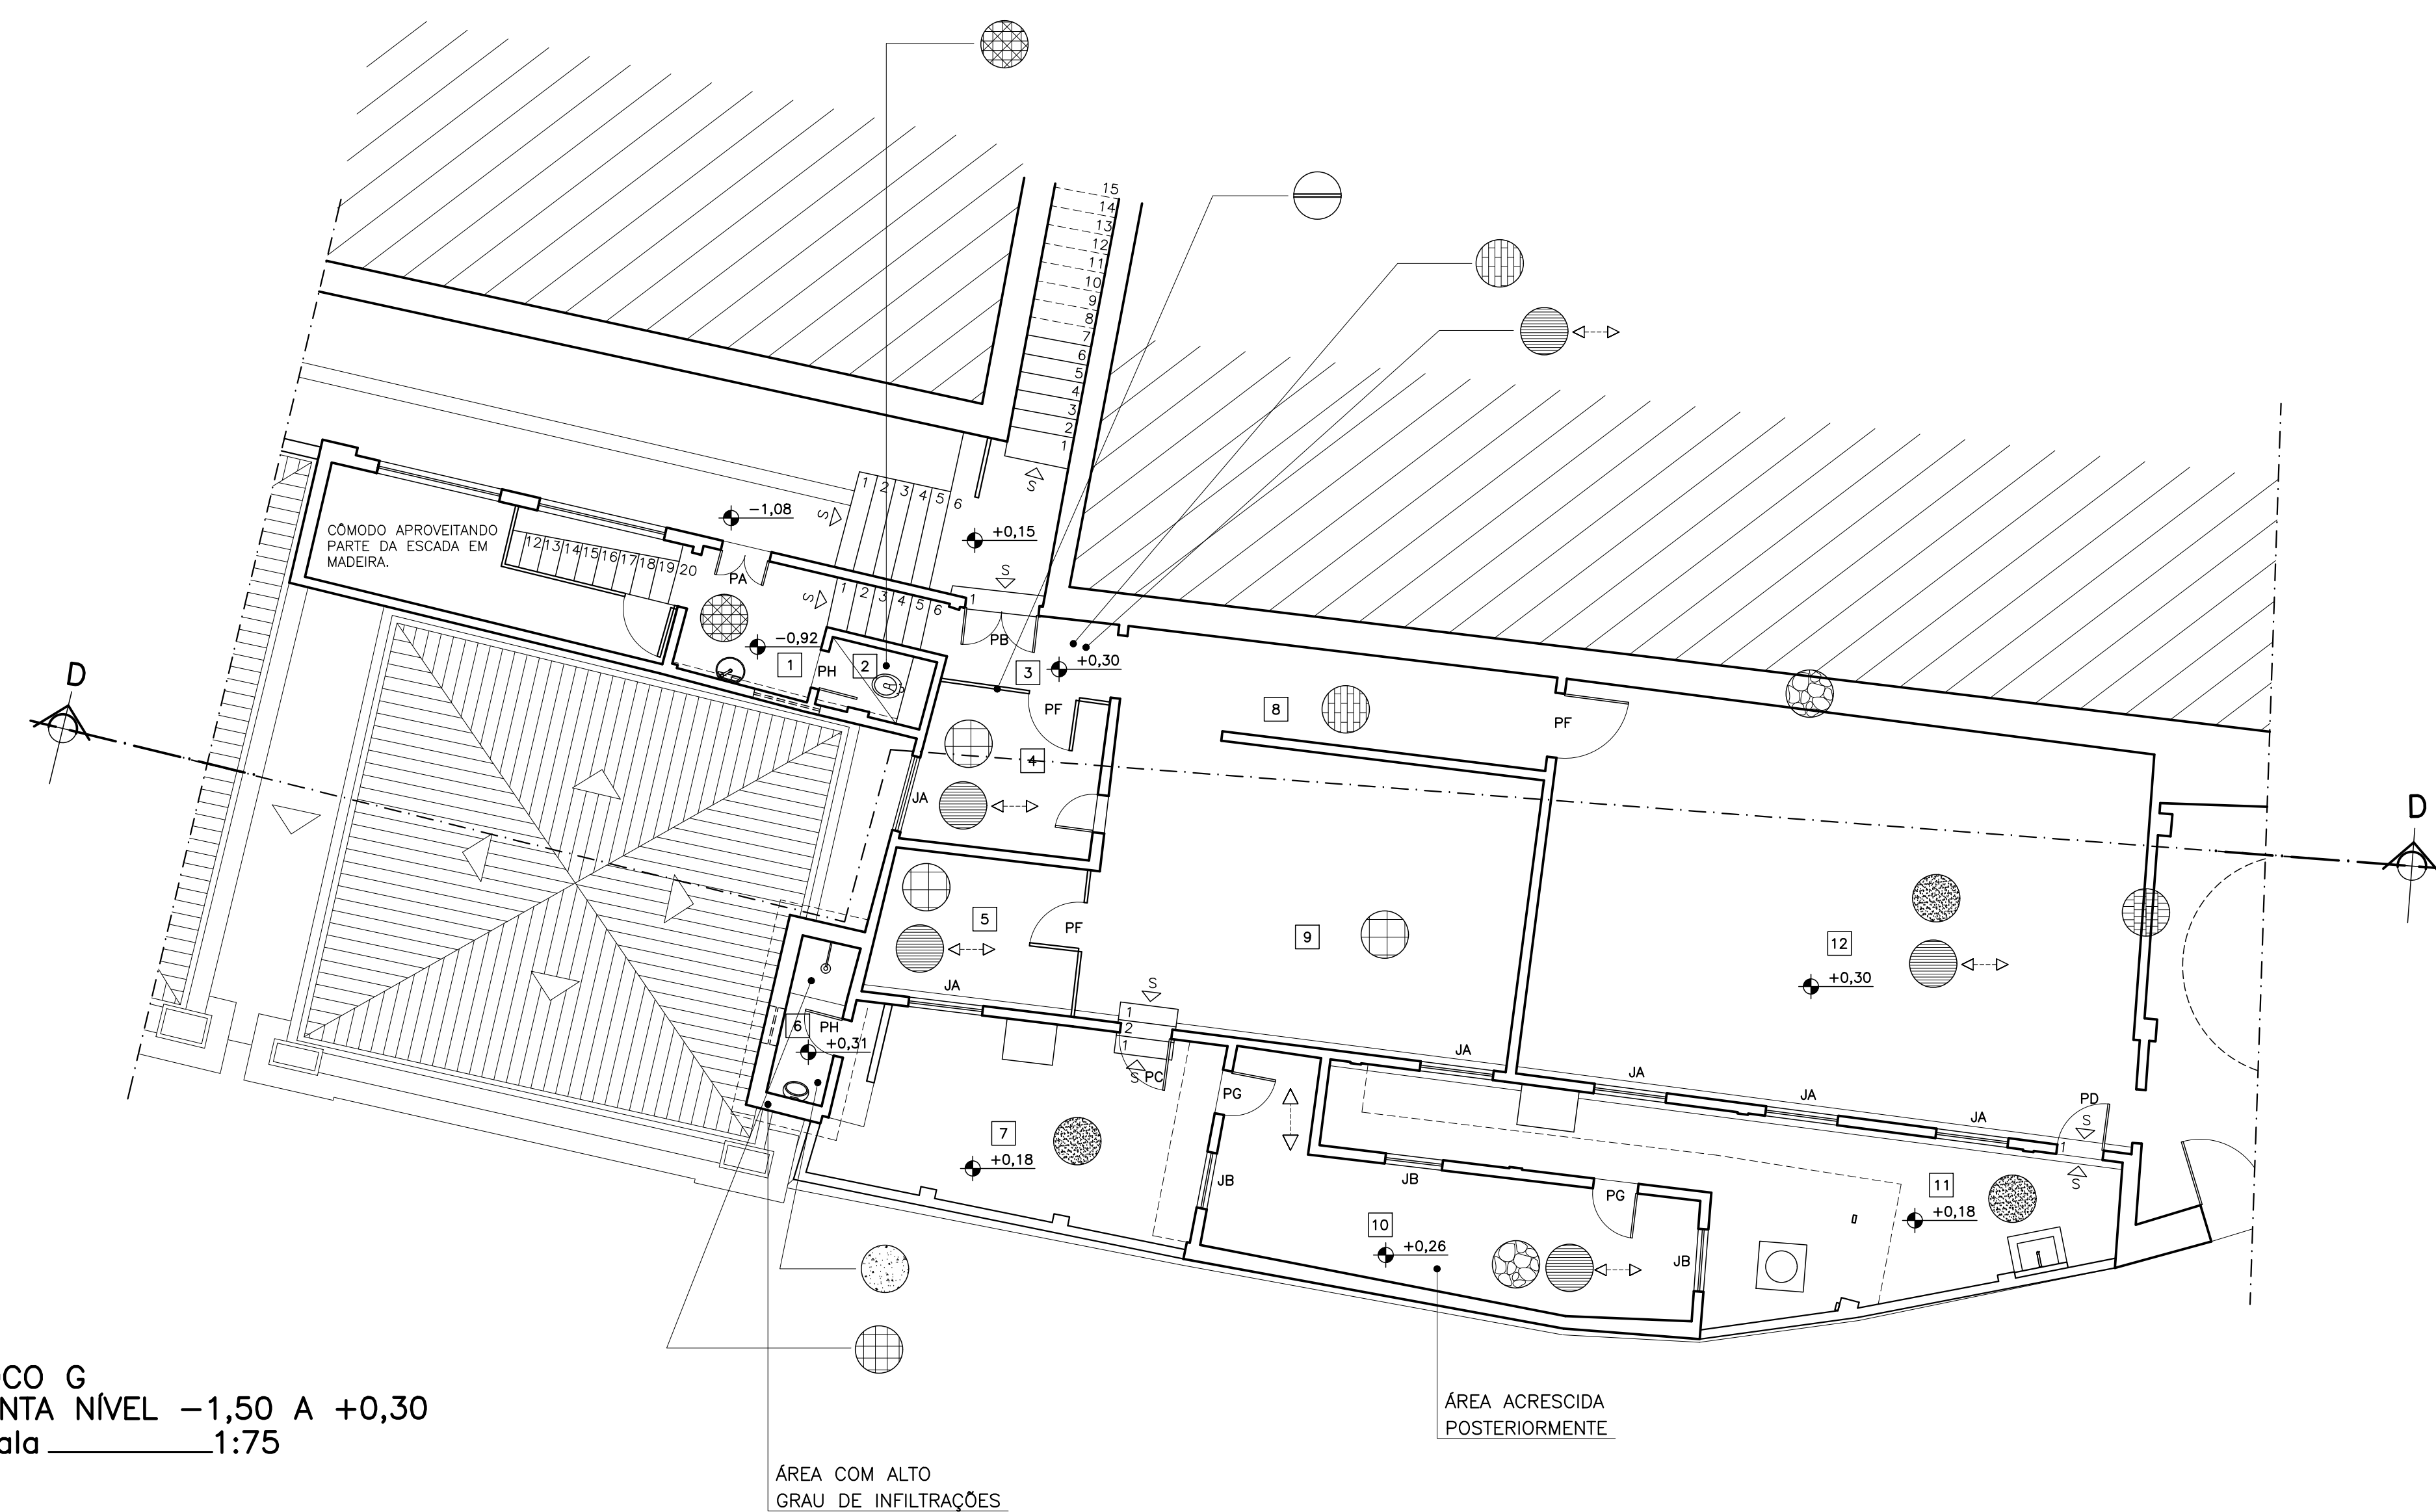 15
14
13
12
11
10
9
8
7
6
5
4
3
2
1
S
1 2 3 4 5 6
S
-1,08
+0,15
CÔMODO APROVEITANDO
PARTE DA ESCADA EM
MADEIRA.
12 13 14 15 16 17 18 19 20
PA
S
1 2 3 4 5 6
S
1
PB
-0,92
1
PH
2
3
+0,30
D
PF
8
PF
4
JA
D
5
PF
9
12
+0,30
JA
S
1
2
1
S
PC
6
PH
+0,31
JA
JA
JA
JA
PD
S
1
S
PG
7
+0,18
JB
JB
PG
11
+0,18
10
+0,26
JB
CO G
NTA NÍVEL -1,50 A +0,30
ala 1:75
ÁREA ACRESCIDA
POSTERIORMENTE
ÁREA COM ALTO
GRAU DE INFILTRAÇÕES